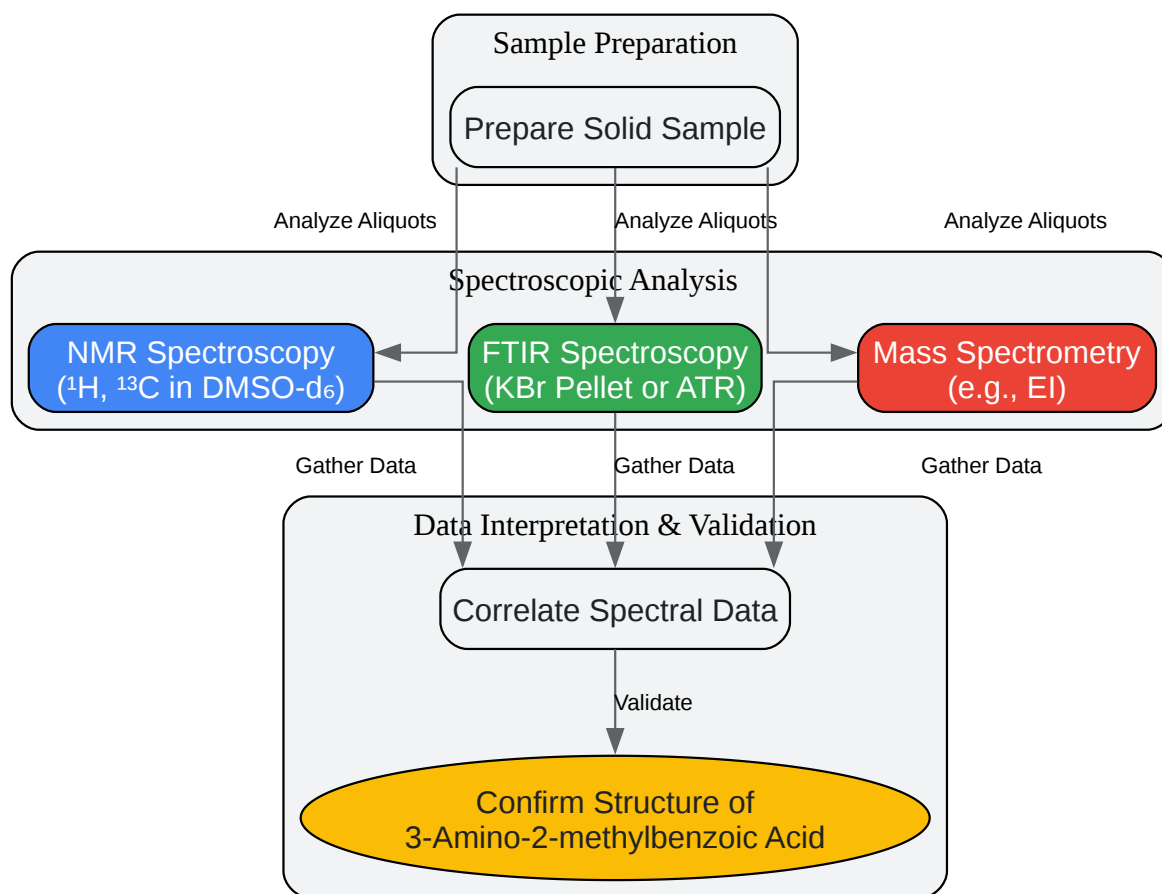 Sample Preparation
Prepare Solid Sample
Analyze Aliquots
Analyze Aliquots
Analyze Aliquots
Spectroscopic Analysis
NMR Spectroscopy
(¹H, ¹³C in DMSO-d₆)
FTIR Spectroscopy
(KBr Pellet or ATR)
Mass Spectrometry
(e.g., EI)
Gather Data
Gather Data
Gather Data
Data Interpretation & Validation
Correlate Spectral Data
Validate
Confirm Structure of
3-Amino-2-methylbenzoic Acid